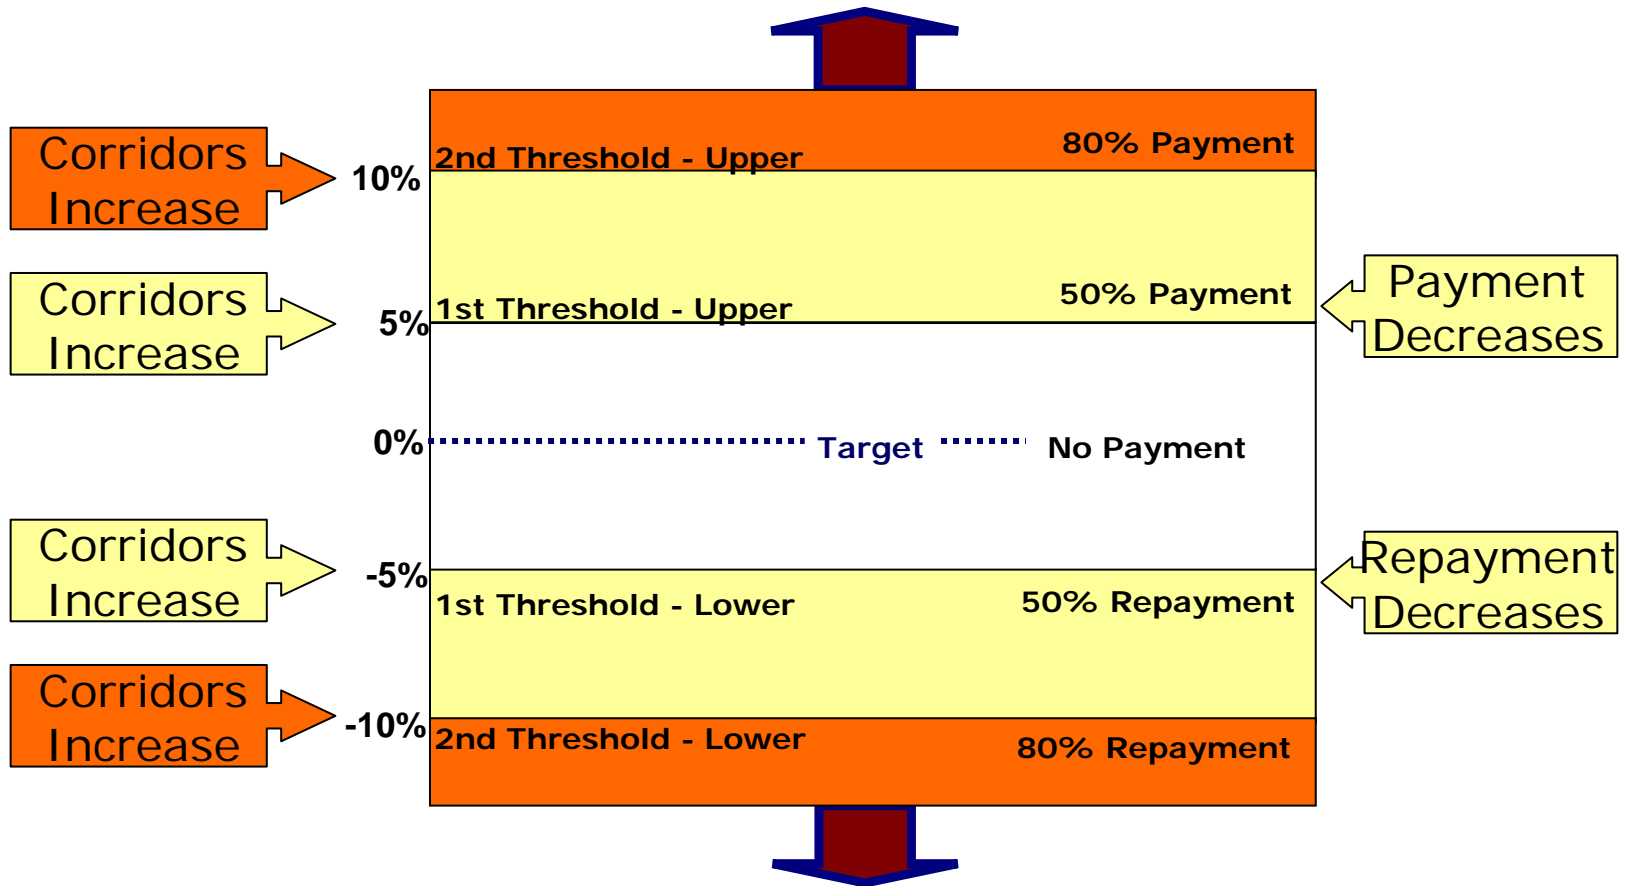 Corridors
Increase
10%
2nd Threshold - Upper
80% Payment
Corridors
Increase
5%
1st Threshold - Upper
50% Payment
Payment
Decreases
0%
Target
No Payment
Corridors
Increase
-5%
1st Threshold - Lower
50% Repayment
Repayment
Decreases
Corridors
Increase
-10%
2nd Threshold - Lower
80% Repayment